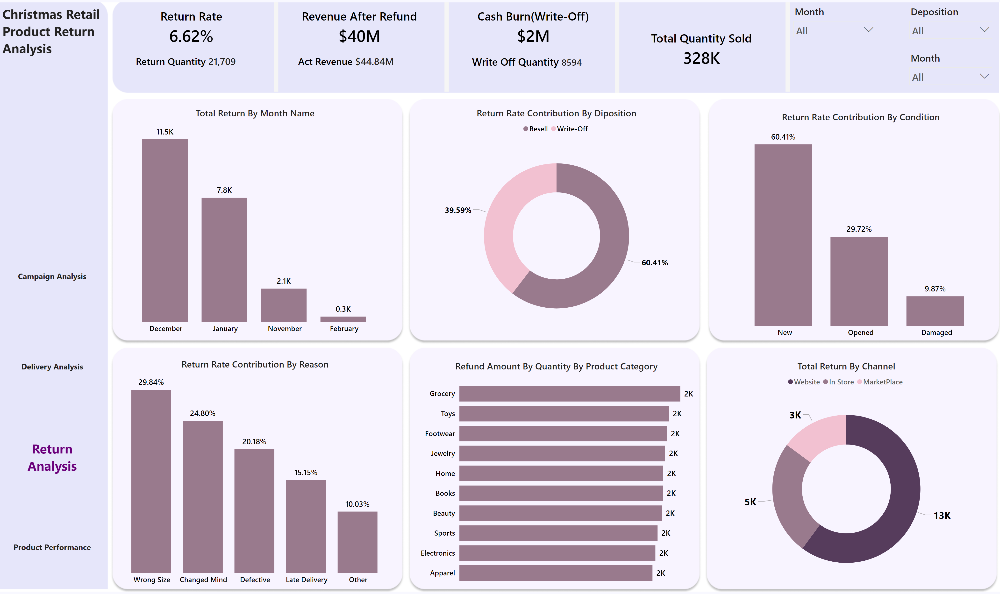 Christmas Retail
Product Return
Analysis
Campaign Analysis
Delivery Analysis
Return
Analysis
Product Performance
Return Rate
6.62%
Return Quantity 21,709
Revenue After Refund
$40M
Act Revenue $44.84M
Cash Burn(Write-Off)
$2M
Write Off Quantity 8594
Total Quantity Sold
328K
Month
All
Deposition
All
Month
All
Total Return By Month Name
11.5K
7.8K
2.1K
0.3K
December January November February
Return Rate Contribution By Diposition
Resell Write-Off
39.59%
60.41%
Return Rate Contribution By Condition
60.41%
29.72%
9.87%
New Opened Damaged
Return Rate Contribution By Reason
29.84%
24.80%
20.18%
15.15%
10.03%
Wrong Size Changed Mind Defective Late Delivery Other
Refund Amount By Quantity By Product Category
Grocery 2K
Toys 2K
Footwear 2K
Jewelry 2K
Home 2K
Books 2K
Beauty 2K
Sports 2K
Electronics 2K
Apparel 2K
Total Return By Channel
Website In Store MarketPlace
3K
5K
13K